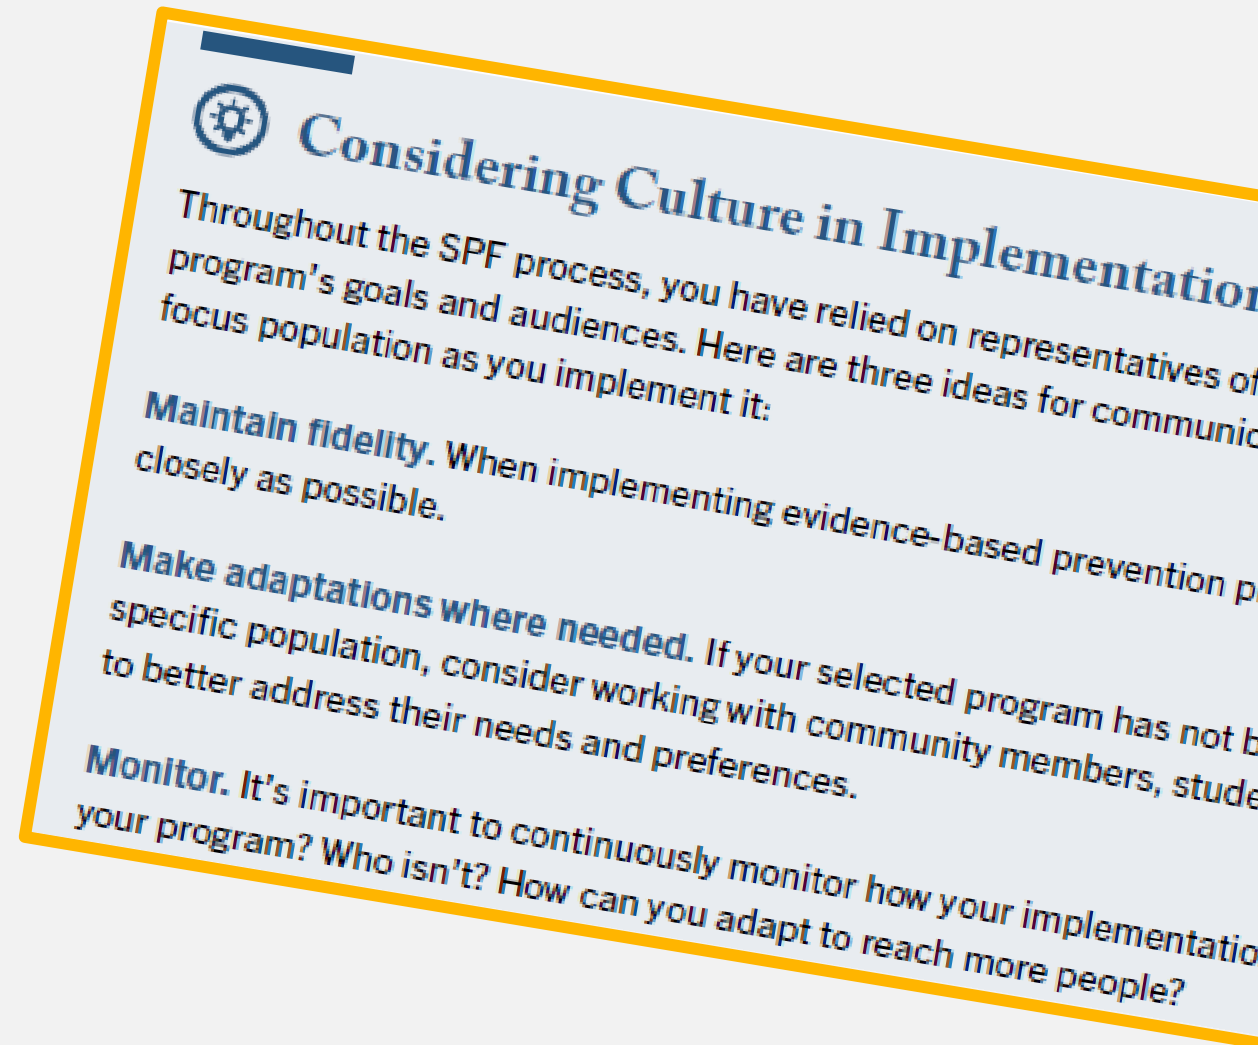 Considering Culture in Implementation
Throughout the SPF process, you have relied on representatives of
program's goals and audiences. Here are three ideas for
focus population as you implement it:
Maintain fidelity. When implementing evidence-based prevention
closely as possible.
Make adaptations where needed. If your selected program has not
specific population, consider working with community members,
to better address their needs and preferences.
Monitor. It's important to continuously monitor how your
your program? Who isn't? How can you adapt to reach more people?